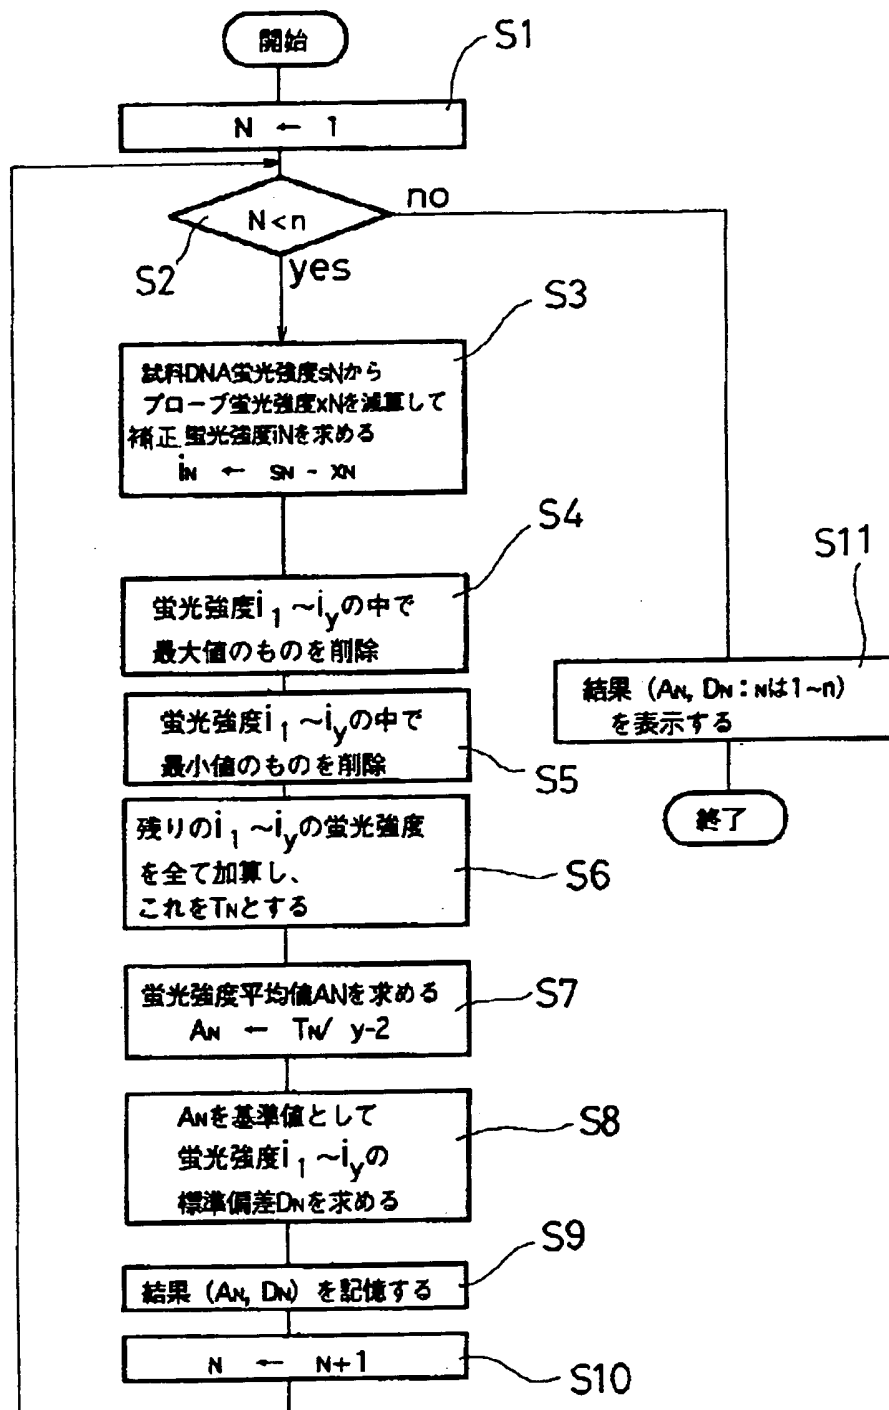 開始
S1
N ← 1
N<n
no
S2
yes
S3
試料DNA蛍光強度sNから
プローブ蛍光強度xNを減算して
補正蛍光強度iNを求める
iN ← sN - xN
S4
蛍光強度i1~iyの中で
最大値のものを削除
S11
結果(AN, DN:Nは1~n)
を表示する
蛍光強度i1~iyの中で
最小値のものを削除
S5
終了
残りのi1~iyの蛍光強度
を全て加算し、
これをTNとする
S6
蛍光強度平均値ANを求める
AN ← TN/ y-2
S7
ANを基準値として
蛍光強度i1~iyの
標準偏差DNを求める
S8
S9
結果(AN, DN)を記憶する
N ← N+1
S10